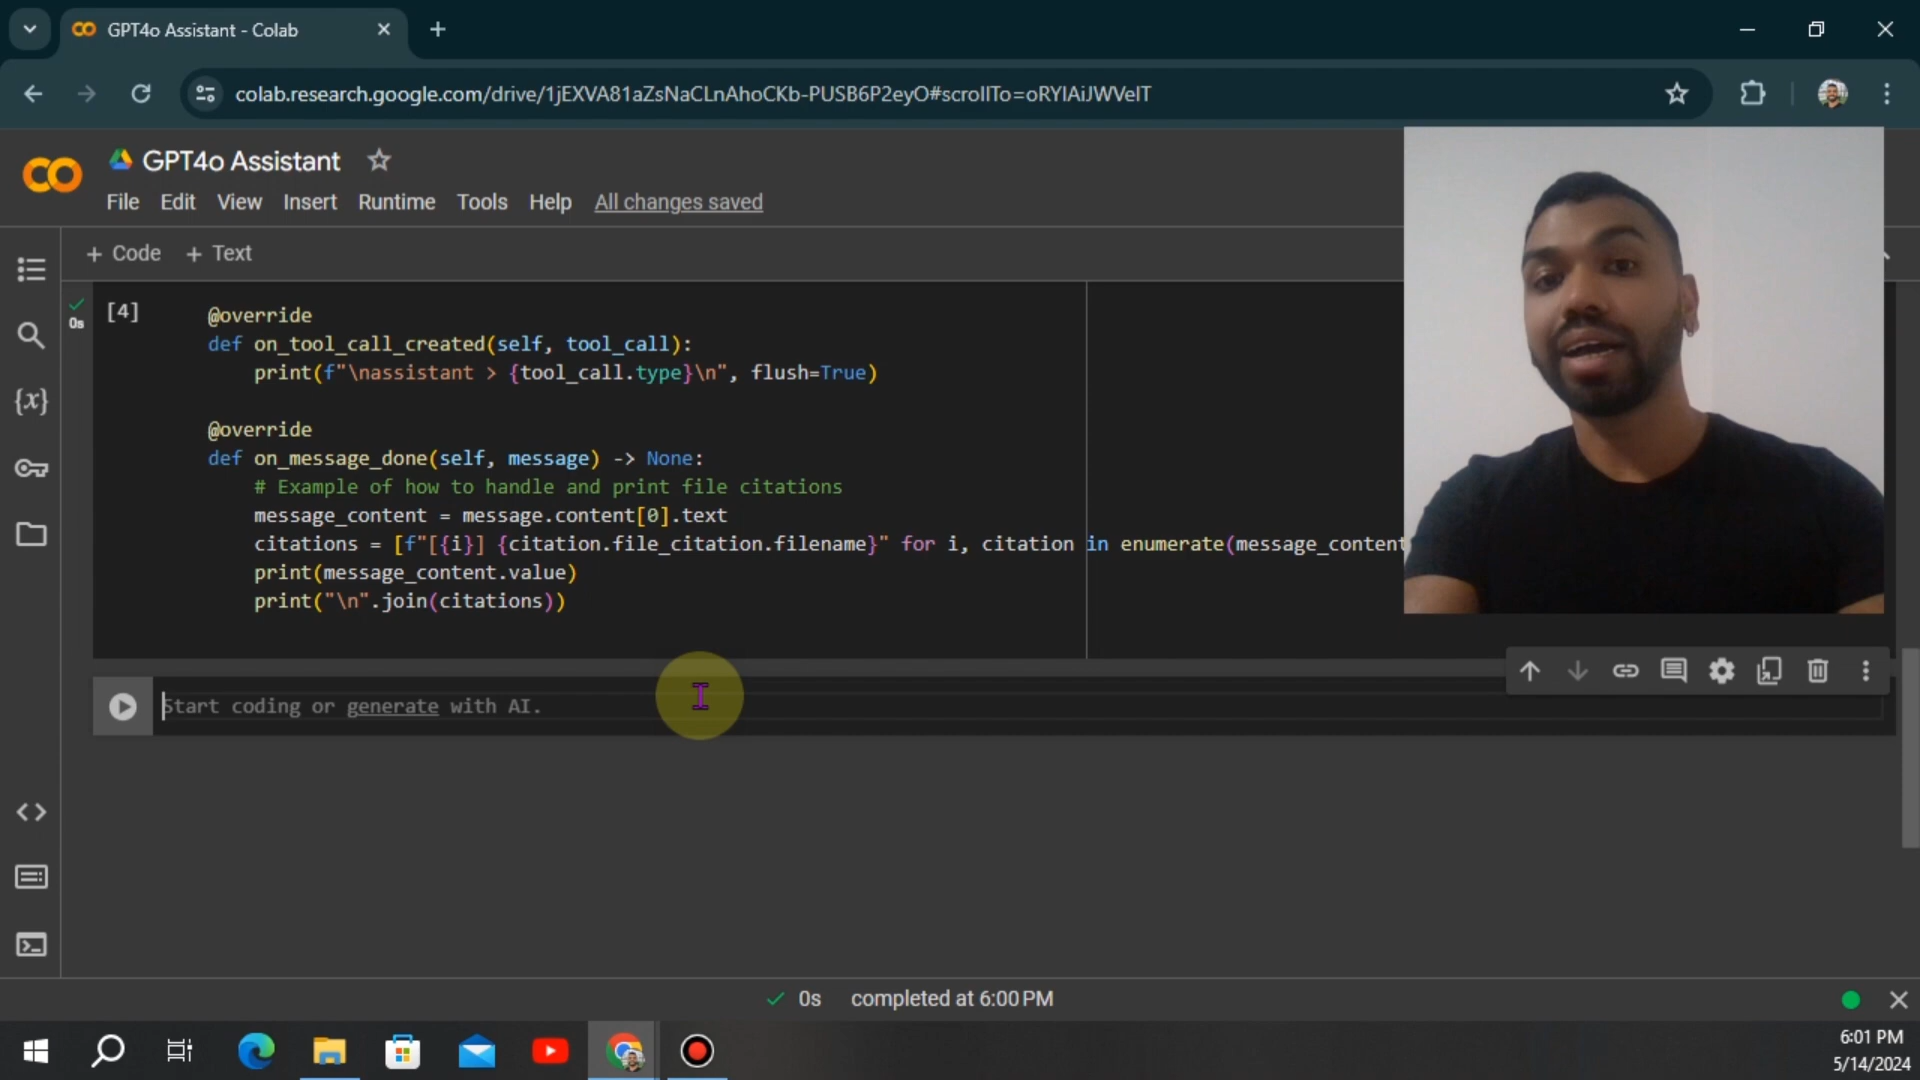 GPT4o Assistant - Colab
colab.research.google.com/drive/1jEXVA81aZsNaCLnAhoCKb-PUSB6P2eyO#scrollTo=oRYIAiJWVelT
GPT4o Assistant
File Edit View Insert Runtime Tools Help All changes saved
+ Code + Text
[4]
0s
@override
def on_tool_call_created(self, tool_call):
print(f"\nassistant > {tool_call.type}\n", flush=True)
@override
def on_message_done(self, message) -> None:
# Example of how to handle and print file citations
message_content = message.content[0].text
citations = [f"[{i}] {citation.file_citation.filename}" for i, citation in enumerate(message_content
print(message_content.value)
print("\n".join(citations))
Start coding or generate with AI.
0s completed at 6:00 PM
6:01 PM
5/14/2024